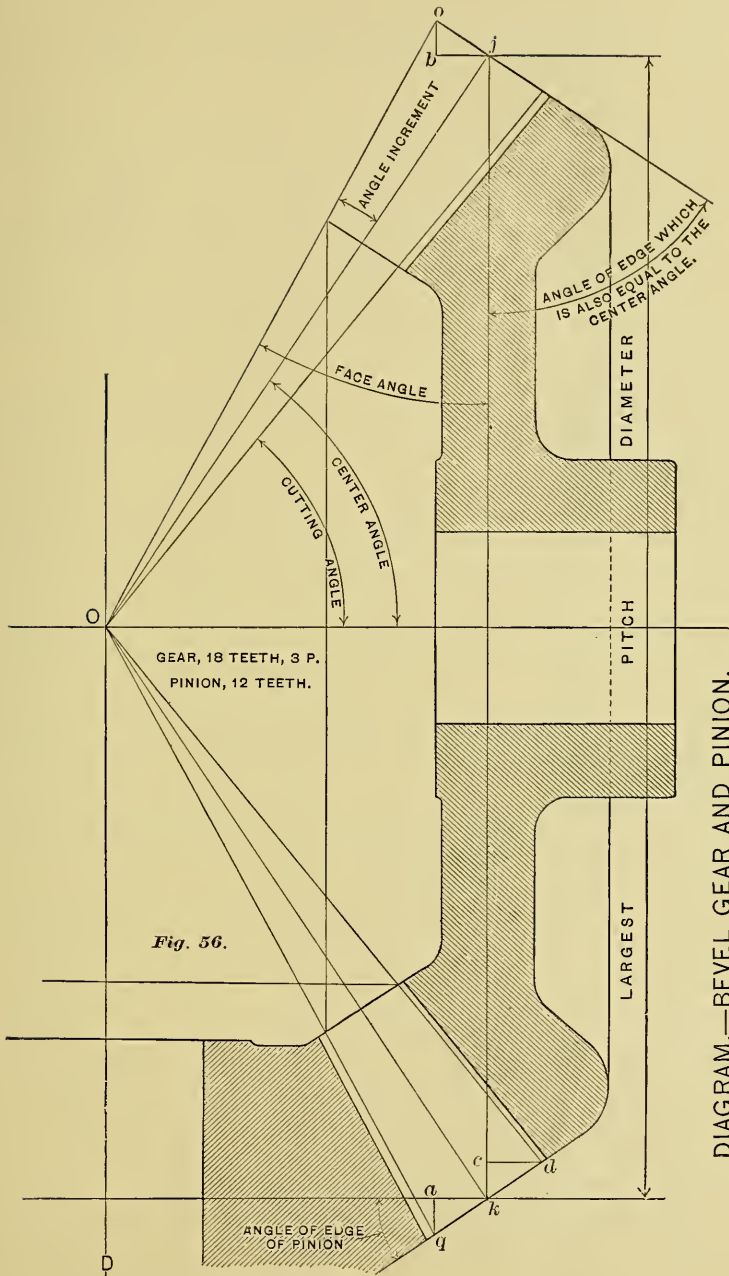 o
b
j
ANGLE INCREMENT
ANGLE OF EDGE WHICH
IS ALSO EQUAL TO THE
CENTER ANGLE.
DIAMETER
FACE ANGLE
CENTER ANGLE
CUTTING
ANGLE
O
GEAR, 18 TEETH, 3 P.
PINION, 12 TEETH.
PITCH
Fig. 56.
LARGEST
DIAGRAM.—BEVEL GEAR AND PINION.
c
d
a
k
q
ANGLE OF EDGE
OF PINION
D